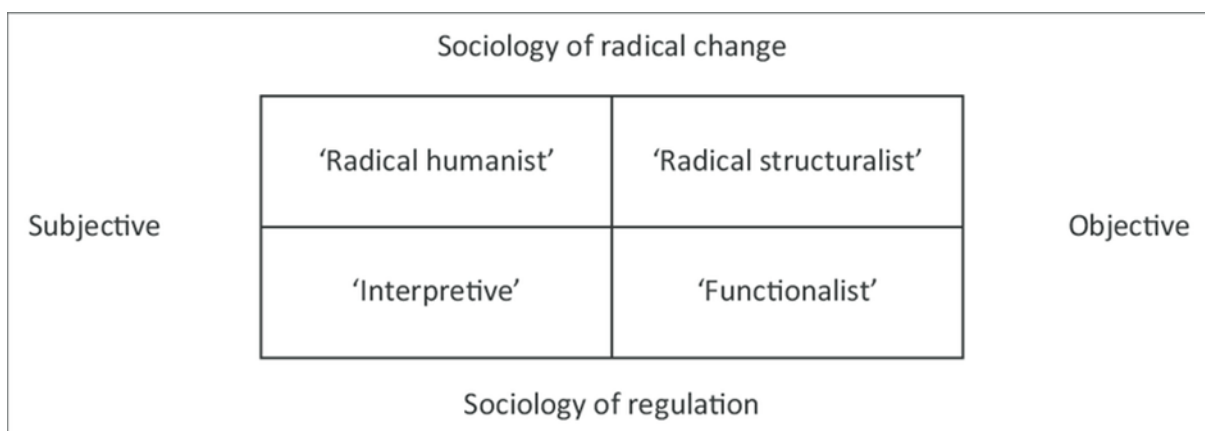 Sociology of radical change
‘Radical humanist’ ‘Radical structuralist’
Subjective Objective
‘Interpretive’ ‘Functionalist’
Sociology of regulation